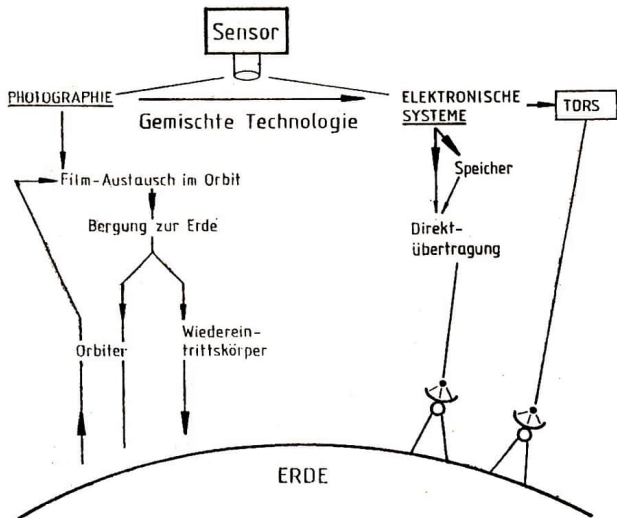 Sensor
PHOTOGRAPHIE
ELEKTRONISCHE
SYSTEME
TDRS
Gemischte Technologie
Film-Austausch im Orbit
Speicher
Bergung zur Erde
Direkt-
übertragung
Orbiter
Wiederein-
trittskörper
ERDE